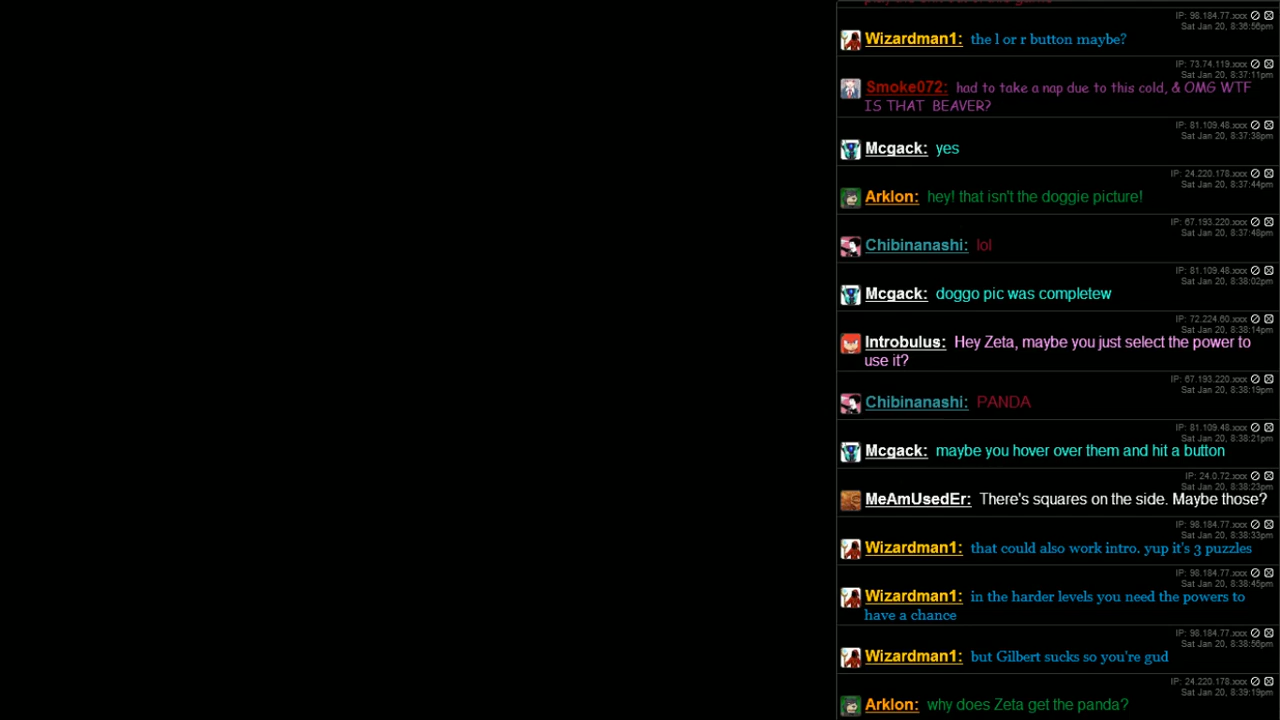 IP: 98.184.77.xxx
Sat Jan 20, 8:36:56pm
Wizardman1: the l or r button maybe?
IP: 73.74.119.xxx
Sat Jan 20, 8:37:11pm
Smoke072: had to take a nap due to this cold, & OMG WTF
IS THAT BEAVER?
IP: 81.109.48.xxx
Sat Jan 20, 8:37:38pm
Mcgack: yes
IP: 24.220.178.xxx
Sat Jan 20, 8:37:44pm
Arklon: hey! that isn't the doggie picture!
IP: 67.193.220.xxx
Sat Jan 20, 8:37:48pm
Chibinanashi: lol
IP: 81.109.48.xxx
Sat Jan 20, 8:38:02pm
Mcgack: doggo pic was completew
IP: 72.224.60.xxx
Sat Jan 20, 8:38:14pm
Introbulus: Hey Zeta, maybe you just select the power to
use it?
IP: 67.193.220.xxx
Sat Jan 20, 8:38:19pm
Chibinanashi: PANDA
IP: 81.109.48.xxx
Sat Jan 20, 8:38:21pm
Mcgack: maybe you hover over them and hit a button
IP: 24.0.72.xxx
Sat Jan 20, 8:38:23pm
MeAmUsedEr: There's squares on the side. Maybe those?
IP: 98.184.77.xxx
Sat Jan 20, 8:38:33pm
Wizardman1: that could also work intro. yup it's 3 puzzles
IP: 98.184.77.xxx
Sat Jan 20, 8:38:45pm
Wizardman1: in the harder levels you need the powers to
have a chance
IP: 98.184.77.xxx
Sat Jan 20, 8:38:56pm
Wizardman1: but Gilbert sucks so you're gud
IP: 24.220.178.xxx
Sat Jan 20, 8:39:19pm
Arklon: why does Zeta get the panda?